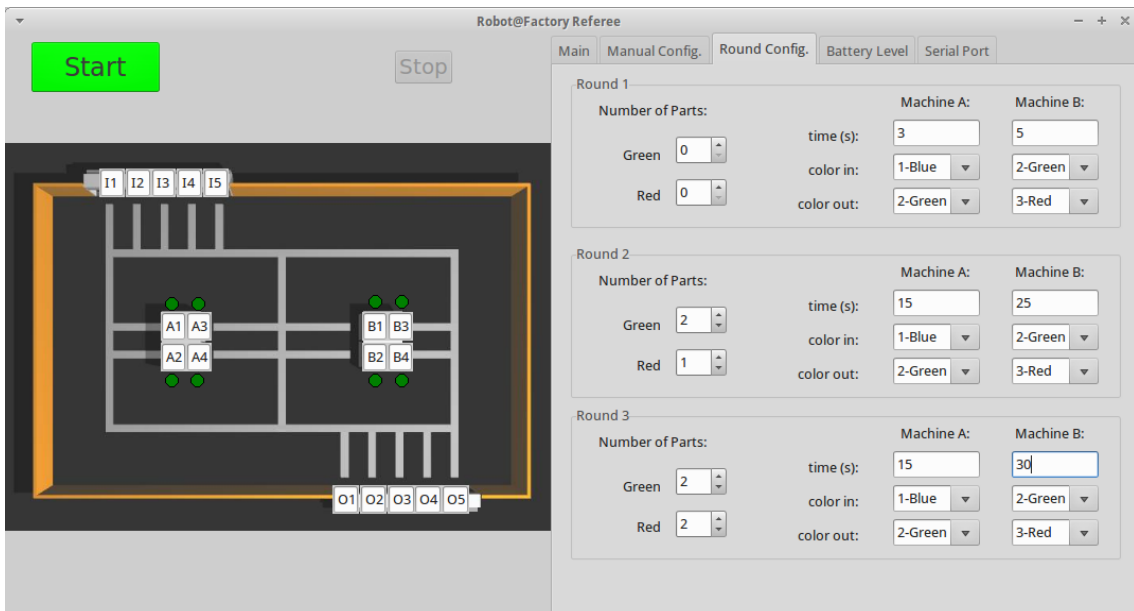 Robot@Factory Referee
Start
Stop
I1 I2 I3 I4 I5
A1 A3
A2 A4
B1 B3
B2 B4
O1 O2 O3 O4 O5
Main Manual Config. Round Config. Battery Level Serial Port
Round 1
Number of Parts:
Machine A: Machine B:
Green 0
time (s): 3 5
Red 0
color in: 1-Blue 2-Green
color out: 2-Green 3-Red
Round 2
Number of Parts:
Machine A: Machine B:
Green 2
time (s): 15 25
Red 1
color in: 1-Blue 2-Green
color out: 2-Green 3-Red
Round 3
Number of Parts:
Machine A: Machine B:
Green 2
time (s): 15 30
Red 2
color in: 1-Blue 2-Green
color out: 2-Green 3-Red